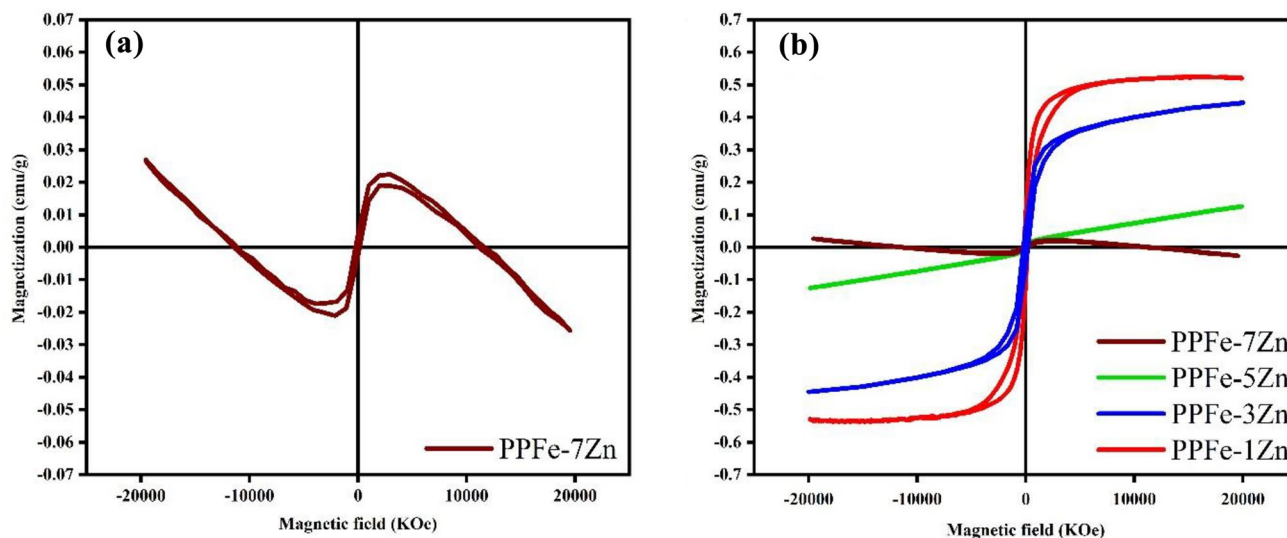 (a)
0.07
0.06
0.05
0.04
0.03
0.02
0.01
0.00
-0.01
-0.02
-0.03
-0.04
-0.05
-0.06
-0.07
Magnetization (emu/g)
-20000 -10000 0 10000 20000
Magnetic field (KOe)
PPFe-7Zn
(b)
0.7
0.6
0.5
0.4
0.3
0.2
0.1
0.0
-0.1
-0.2
-0.3
-0.4
-0.5
-0.6
-0.7
Magnetization (emu/g)
-20000 -10000 0 10000 20000
Magnetic field (KOe)
PPFe-7Zn
PPFe-5Zn
PPFe-3Zn
PPFe-1Zn